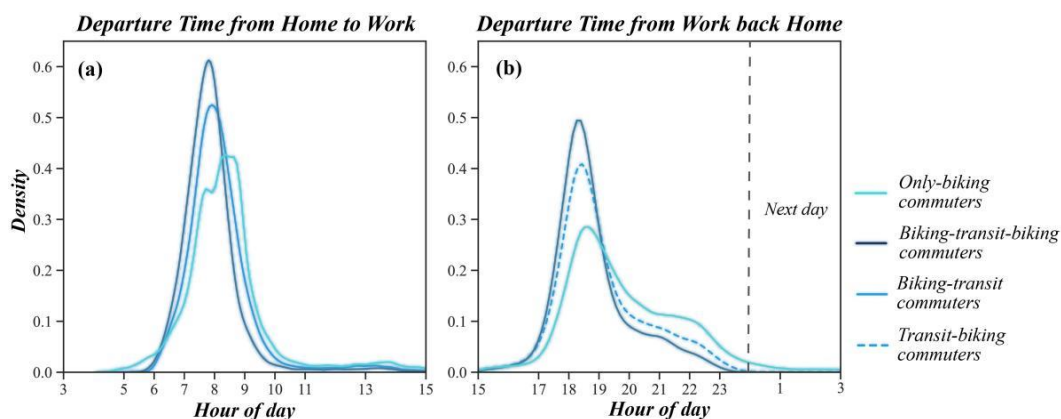 Departure Time from Home to Work
(a)
0.6
0.5
0.4
0.3
0.2
0.1
0.0
Density
3 5 6 7 8 9 10 11 13 15
Hour of day
Departure Time from Work back Home
(b)
0.6
0.5
0.4
0.3
0.2
0.1
0.0
Next day
15 17 18 19 20 21 22 23 1 3
Hour of day
Only-biking
commuters
Biking-transit-biking
commuters
Biking-transit
commuters
Transit-biking
commuters